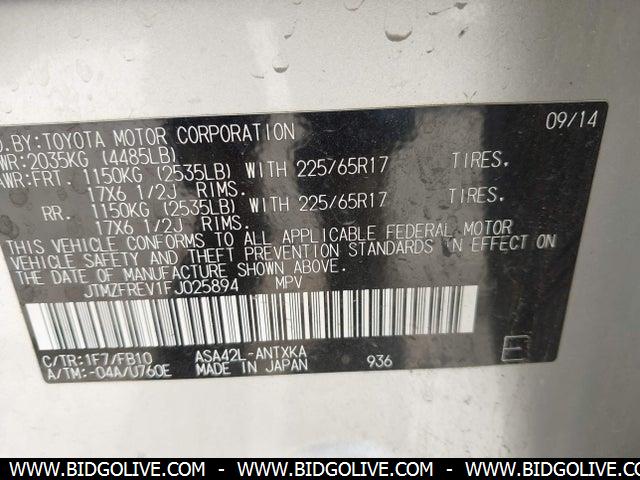 D.BY:TOYOTA MOTOR CORPORATION 09/14
WR:2035KG (4485LB)
AWR:FRT. 1150KG (2535LB) WITH 225/65R17 TIRES,
17X6 1/2J RIMS.
RR. 1150KG (2535LB) WITH 225/65R17 TIRES,
17X6 1/2J RIMS.
THIS VEHICLE CONFORMS TO ALL APPLICABLE FEDERAL MOTOR
VEHICLE SAFETY AND THEFT PREVENTION STANDARDS IN EFFECT ON
THE DATE OF MANUFACTURE SHOWN ABOVE.
JTMZFREV1FJ025894 MPV
C/TR:1F7/FB10 ASA42L-ANTXKA
A/TM:-04A/U760E MADE IN JAPAN 936 E
WWW.BIDGOLIVE.COM - WWW.BIDGOLIVE.COM - WWW.BIDGOLIVE.COM